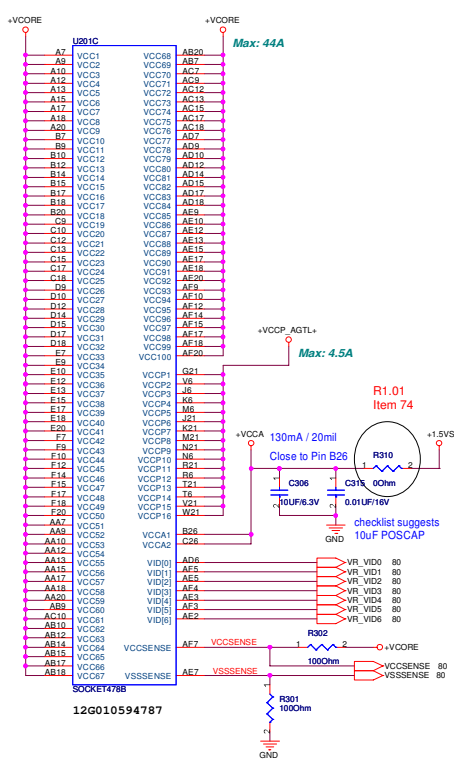 +VCORE
+VCORE
U201C
Max: 44A
A7 VCC1
A9 VCC2
A10 VCC3
A12 VCC4
A13 VCC5
A15 VCC6
A17 VCC7
A18 VCC8
A20 VCC9
B7 VCC10
B9 VCC11
B10 VCC12
B12 VCC13
B14 VCC14
B15 VCC15
B17 VCC16
B18 VCC17
B20 VCC18
C9 VCC19
C10 VCC20
C12 VCC21
C13 VCC22
C15 VCC23
C17 VCC24
C18 VCC25
D9 VCC26
D10 VCC27
D12 VCC28
D14 VCC29
D15 VCC30
D17 VCC31
D18 VCC32
E7 VCC33
E9 VCC34
E10 VCC35
E12 VCC36
E13 VCC37
E15 VCC38
E17 VCC39
E18 VCC40
E20 VCC41
F7 VCC42
F9 VCC43
F10 VCC44
F12 VCC45
F14 VCC46
F15 VCC47
F17 VCC48
F18 VCC49
F20 VCC50
AA7 VCC51
AA9 VCC52
AA10 VCC53
AA12 VCC54
AA13 VCC55
AA15 VCC56
AA17 VCC57
AA18 VCC58
AA20 VCC59
AB9 VCC60
AC10 VCC61
AB10 VCC62
AB12 VCC63
AB14 VCC64
AB15 VCC65
AB17 VCC66
AB18 VCC67
VCC68 AB20
VCC69 AB7
VCC70 AC7
VCC71 AC9
VCC72 AC12
VCC73 AC13
VCC74 AC15
VCC75 AC17
VCC76 AC18
VCC77 AD7
VCC78 AD9
VCC79 AD10
VCC80 AD12
VCC81 AD14
VCC82 AD15
VCC83 AD17
VCC84 AD18
VCC85 AE9
VCC86 AE10
VCC87 AE12
VCC88 AE13
VCC89 AE15
VCC90 AE17
VCC91 AE18
VCC92 AE20
VCC93 AF9
VCC94 AF10
VCC95 AF12
VCC96 AF14
VCC97 AF15
VCC98 AF17
VCC99 AF18
VCC100 AF20
+VCCP_AGTL+
Max: 4.5A
VCCP1 G21
VCCP2 V6
VCCP3 J6
VCCP4 K6
VCCP5 M6
VCCP6 J21
VCCP7 K21
VCCP8 M21
VCCP9 N21
VCCP10 N6
VCCP11 R21
VCCP12 R6
VCCP13 T21
VCCP14 T6
VCCP15 V21
VCCP16 W21
R1.01
Item 74
+VCCA
130mA / 20mil
Close to Pin B26
+1.5VS
R310
1 2
0Ohm
1
C306
10UF/6.3V
2
1
C315
0.01UF/16V
2
GND
checklist suggests
10uF POSCAP
VCCA1 B26
VCCA2 C26
VID[0] AD6 VR_VID0 80
VID[1] AF5 VR_VID1 80
VID[2] AE5 VR_VID2 80
VID[3] AF4 VR_VID3 80
VID[4] AE3 VR_VID4 80
VID[5] AF3 VR_VID5 80
VID[6] AE2 VR_VID6 80
R302
VCCSENSE AF7 VCCSENSE 1 2 +VCORE
100Ohm
VCCSENSE 80
VSSSENSE AE7 VSSSENSE VSSSENSE 80
SOCKET478B
1
R301
100Ohm
2
GND
12G010594787